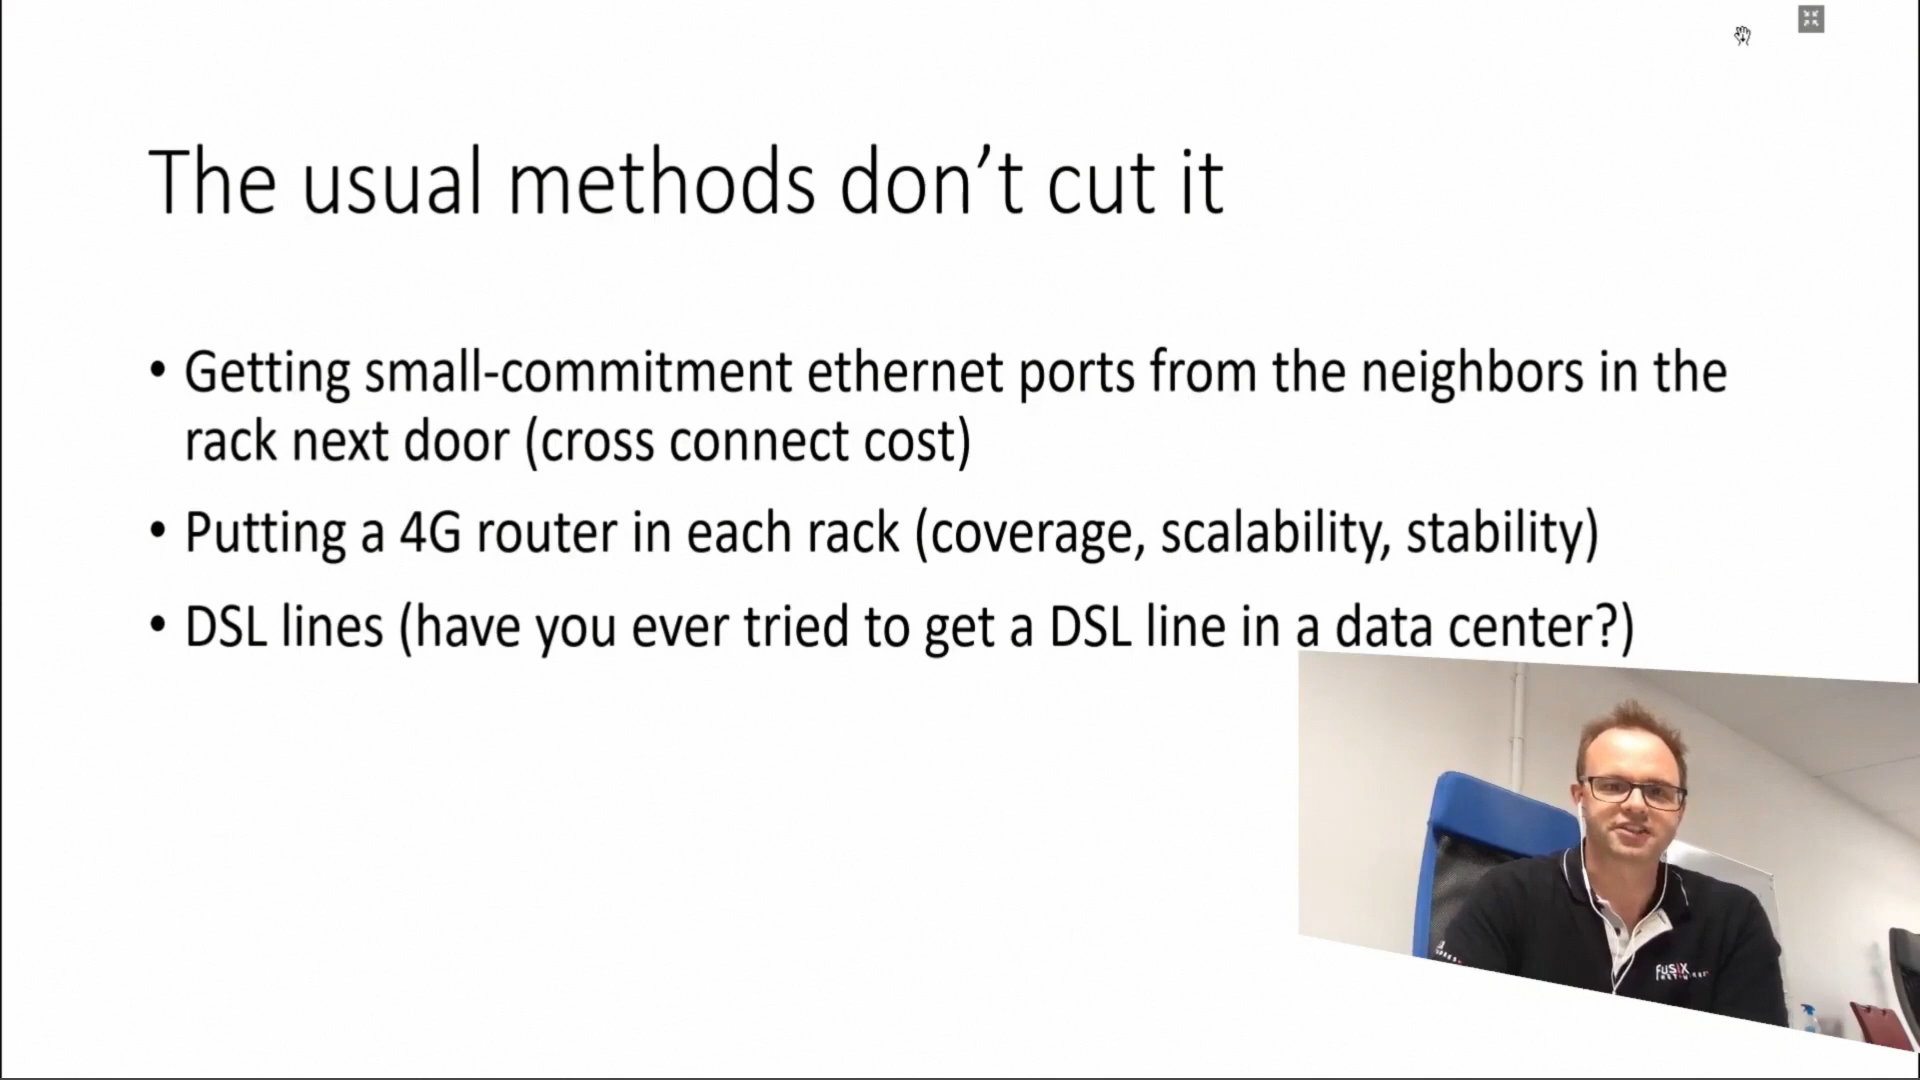 The usual methods don’t cut it
• Getting small-commitment ethernet ports from the neighbors in the
rack next door (cross connect cost)
• Putting a 4G router in each rack (coverage, scalability, stability)
• DSL lines (have you ever tried to get a DSL line in a data center?)
FUSIX